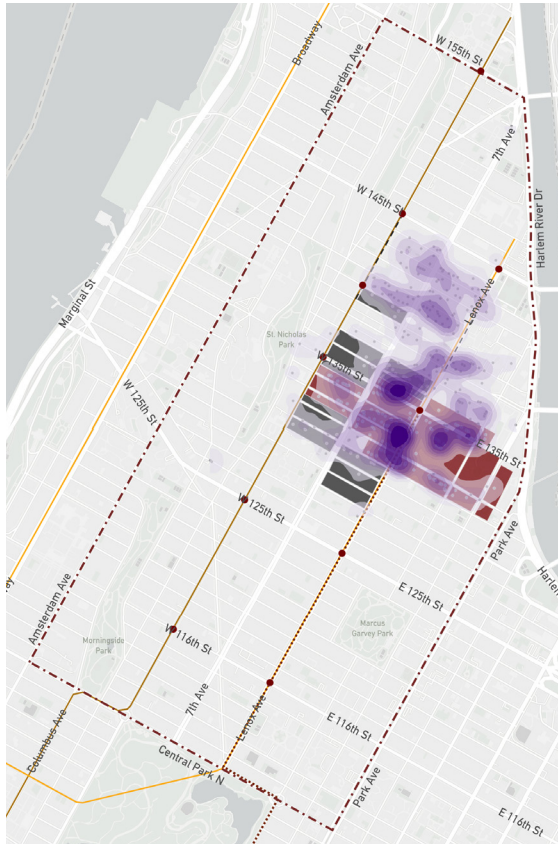 Broadway
Amsterdam Ave
W 155th St
7th Ave
W 145th St
Harlem River Dr
Lenox Ave
Marginal St
St. Nicholas
Park
W 135th St
W 125th St
E 135th St
W 125th St
Park Ave
E 125th St
Amsterdam Ave
Marcus
Garvey Park
W 116th St
Morningside
Park
7th Ave
Lenox Ave
E 116th St
Columbus Ave
Central Park N
Park Ave
E 116th St